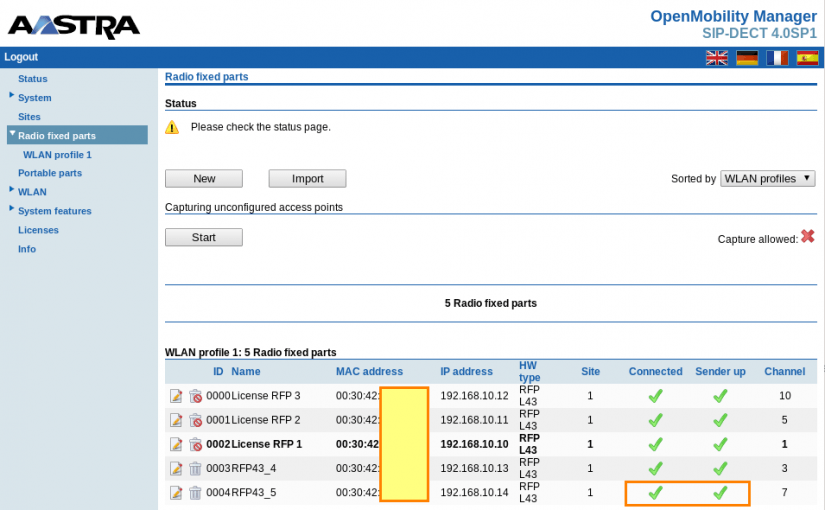 AASTRA
OpenMobility Manager
SIP-DECT 4.0SP1
Logout
Status
System
Sites
Radio fixed parts
WLAN profile 1
Portable parts
WLAN
System features
Licenses
Info
Radio fixed parts
Status
Please check the status page.
New Import Sorted by WLAN profiles
Capturing unconfigured access points
Start Capture allowed:
5 Radio fixed parts
WLAN profile 1: 5 Radio fixed parts
ID Name MAC address IP address HW type Site Connected Sender up Channel
0000 License RFP 3 00:30:42: 192.168.10.12 RFP L43 1 10
0001 License RFP 2 00:30:42: 192.168.10.11 RFP L43 1 5
0002 License RFP 1 00:30:42 192.168.10.10 RFP L43 1 1
0003 RFP43_4 00:30:42: 192.168.10.13 RFP L43 1 3
0004 RFP43_5 00:30:42: 192.168.10.14 RFP L43 1 7